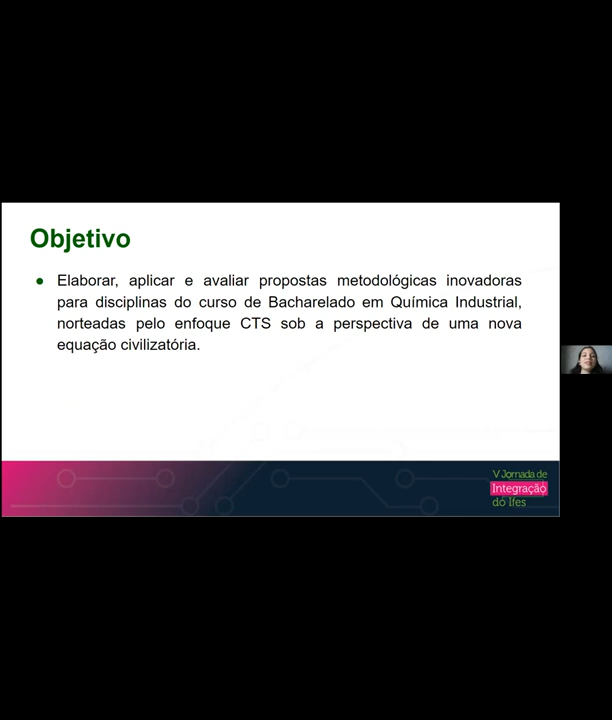 Objetivo
● Elaborar, aplicar e avaliar propostas metodológicas inovadoras
para disciplinas do curso de Bacharelado em Química Industrial,
norteadas pelo enfoque CTS sob a perspectiva de uma nova
equação civilizatória.
V Jornada de
Integração
do Ifes